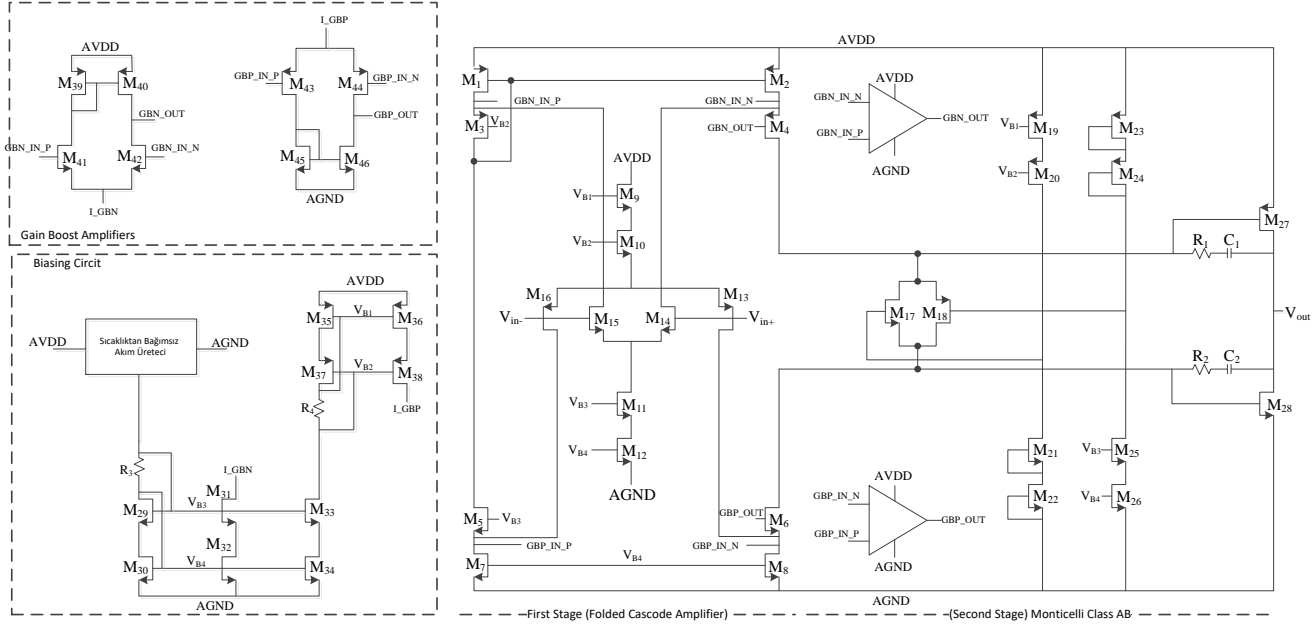 I_GBP
AVDD
M39
M40
GBN_OUT
GBN_IN_P
M41
M42
GBN_IN_N
I_GBN
GBP_IN_P
M43
M44
GBP_IN_N
GBP_OUT
M45
M46
AGND
Gain Boost Amplifiers
Biasing Circit
AVDD
M35
VB1
M36
AVDD
Sıcaklıktan Bağımsız
Akım Üreteci
AGND
M37
VB2
M38
R4
I_GBP
R3
I_GBN
M31
M29
VB3
M33
M32
M30
VB4
M34
AGND
AVDD
M1
M2
GBN_IN_P
GBN_IN_N
M3
VB2
GBN_OUT
M4
AVDD
GBN_IN_N
GBN_IN_P
GBN_OUT
AGND
VB1
M19
M23
VB2
M20
M24
AVDD
VB1
M9
VB2
M10
M27
R1
C1
M16
M13
Vin-
M15
M14
Vin+
M17
M18
Vout
R2
C2
VB3
M11
M28
VB4
M12
AGND
M21
VB3
M25
M22
VB4
M26
AVDD
GBP_IN_N
GBP_IN_P
GBP_OUT
AGND
M5
VB3
GBP_OUT
M6
GBP_IN_P
GBP_IN_N
M7
VB4
M8
AGND
First Stage (Folded Cascode Amplifier)
(Second Stage) Monticelli Class AB